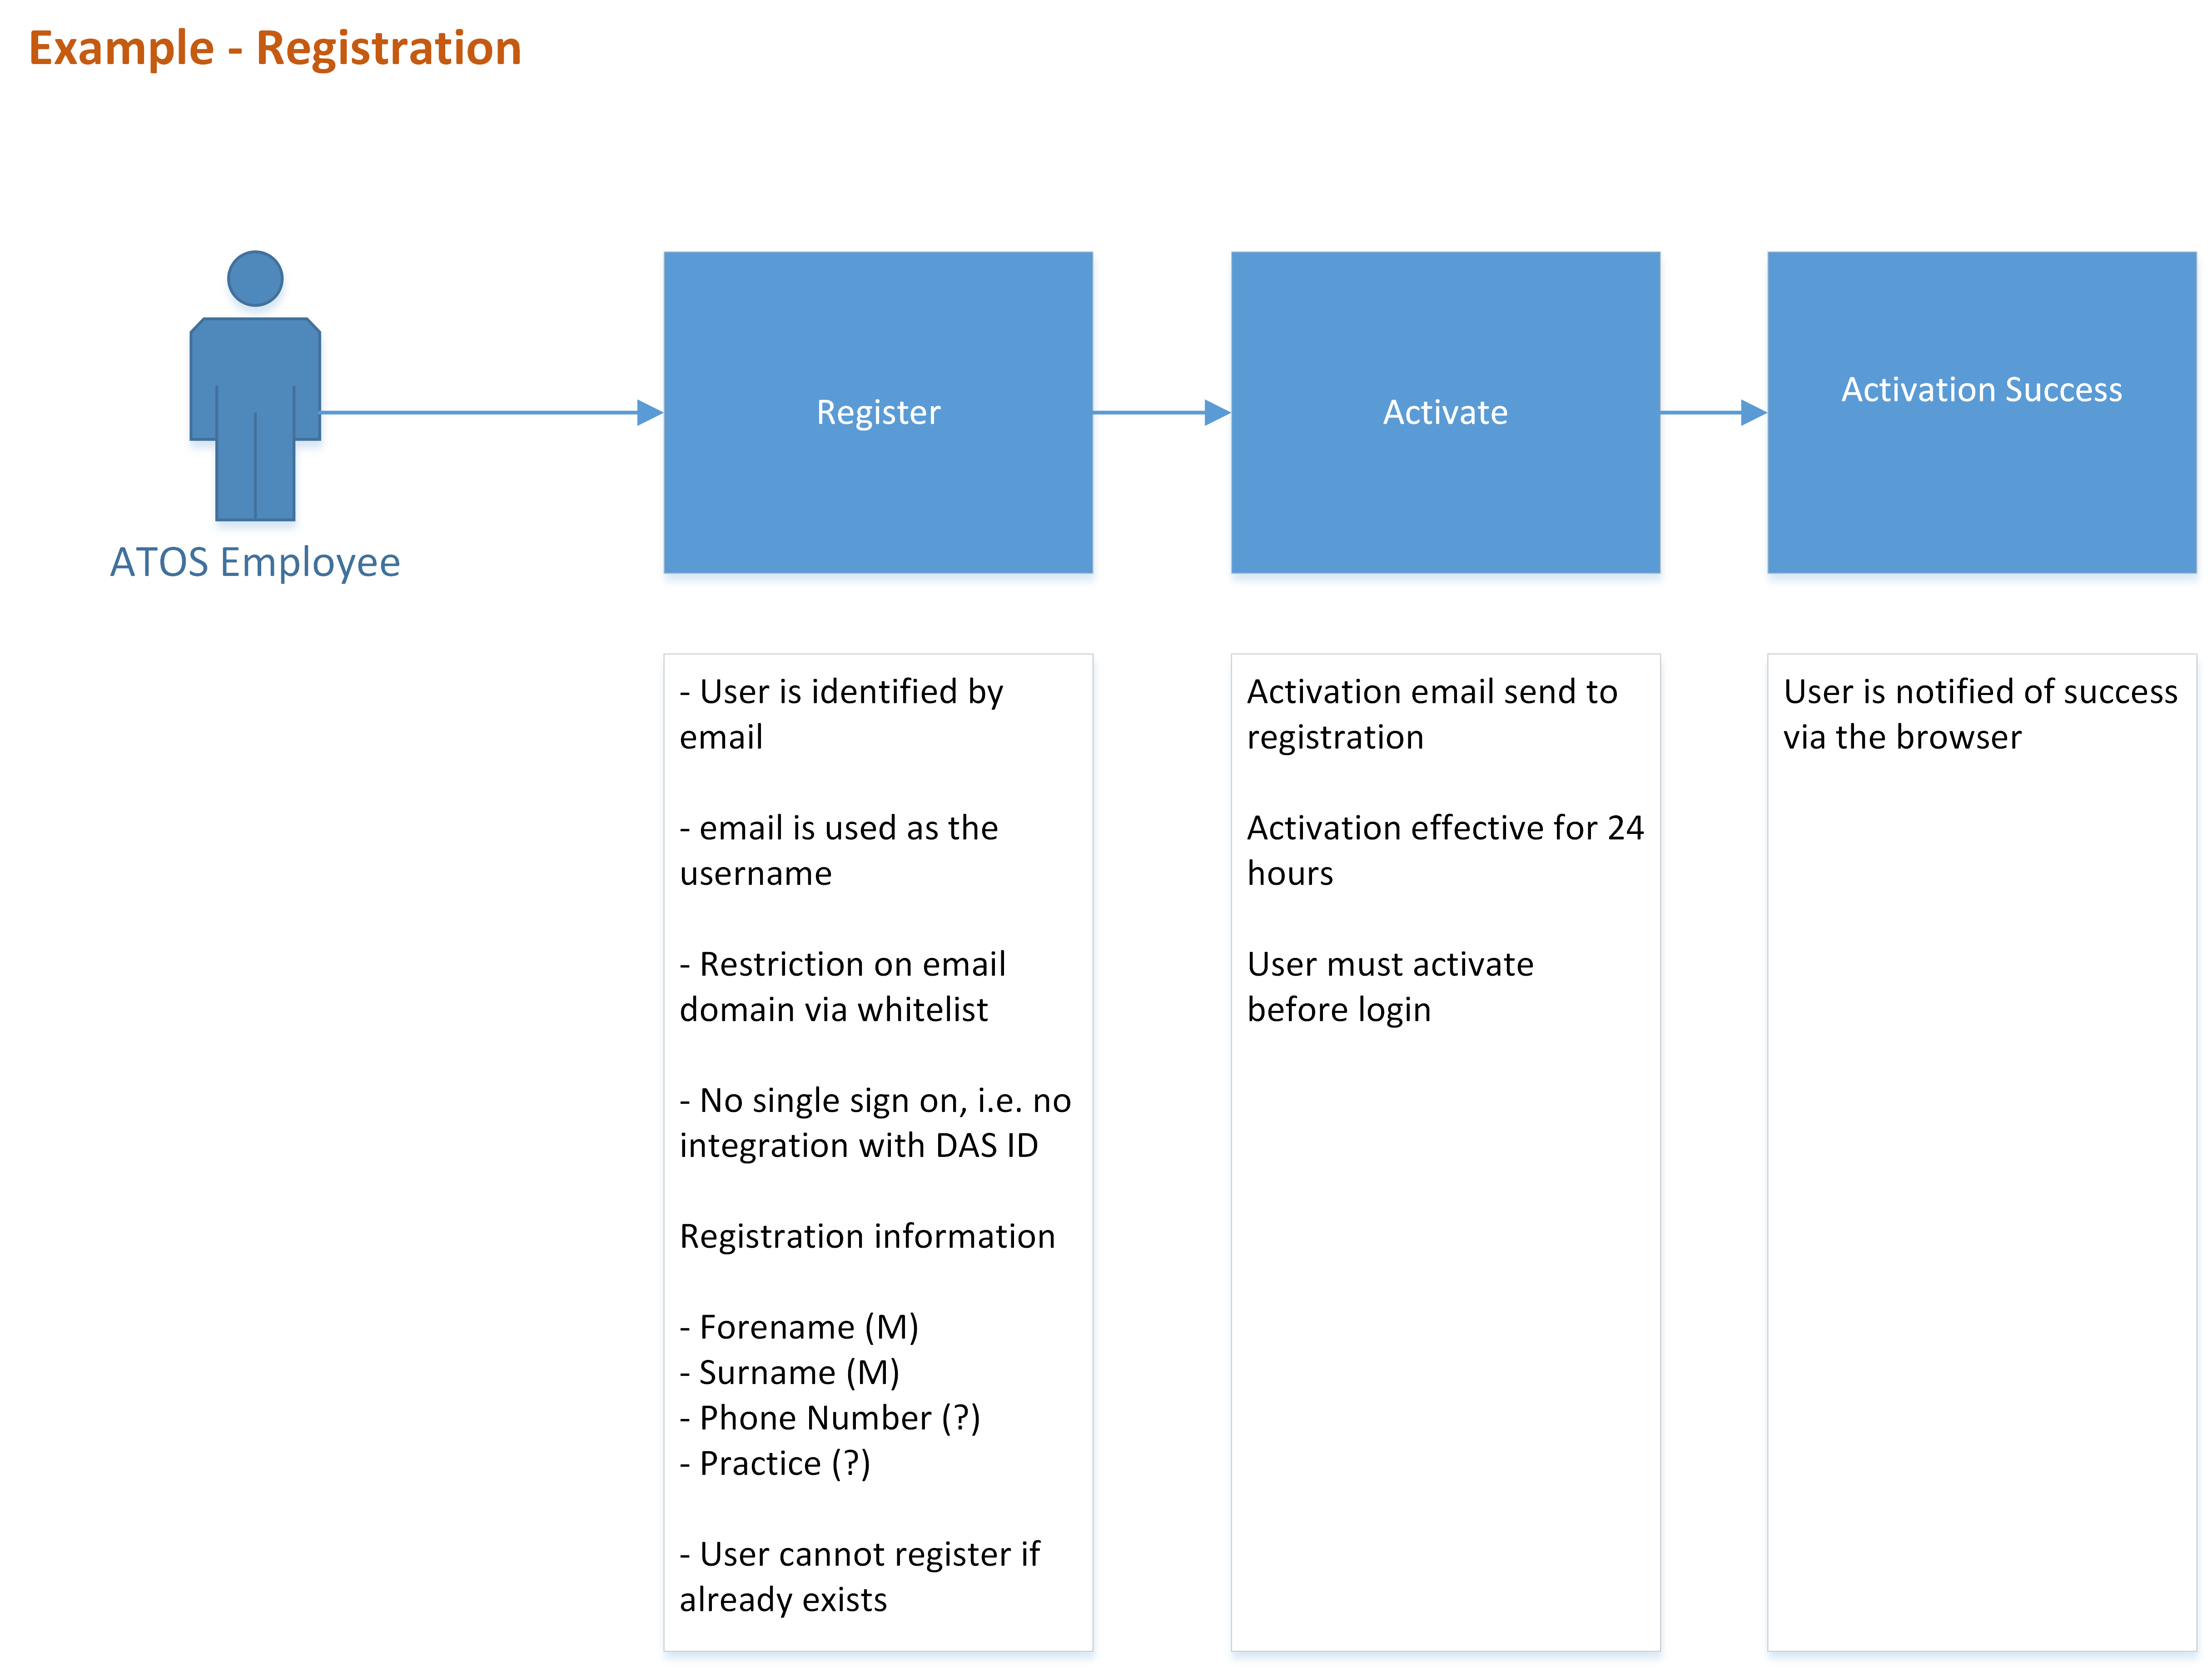 Example - Registration
ATOS Employee
Register
Activate
Activation Success
- User is identified by
email
- email is used as the
username
- Restriction on email
domain via whitelist
- No single sign on, i.e. no
integration with DAS ID
Registration information
- Forename (M)
- Surname (M)
- Phone Number (?)
- Practice (?)
- User cannot register if
already exists
Activation email send to
registration
Activation effective for 24
hours
User must activate
before login
User is notified of success
via the browser